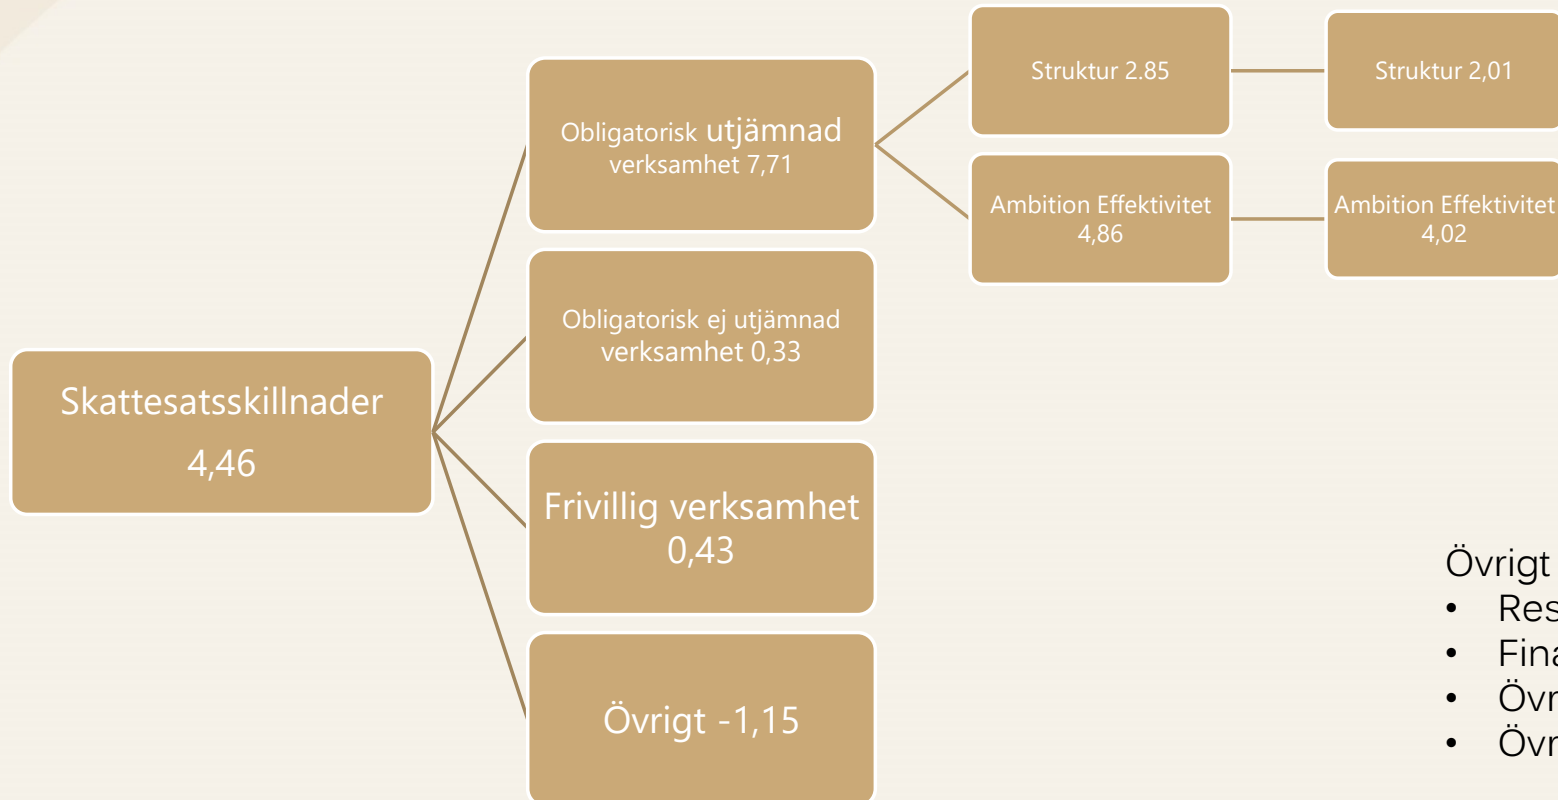 Skattesatsskillnader
4,46
Obligatorisk utjämnad
verksamhet 7,71
Obligatorisk ej utjämnad
verksamhet 0,33
Frivillig verksamhet
0,43
Övrigt -1,15
Struktur 2.85
Ambition Effektivitet
4,86
Struktur 2,01
Ambition Effektivitet
4,02
Övrigt
•
•
•
•